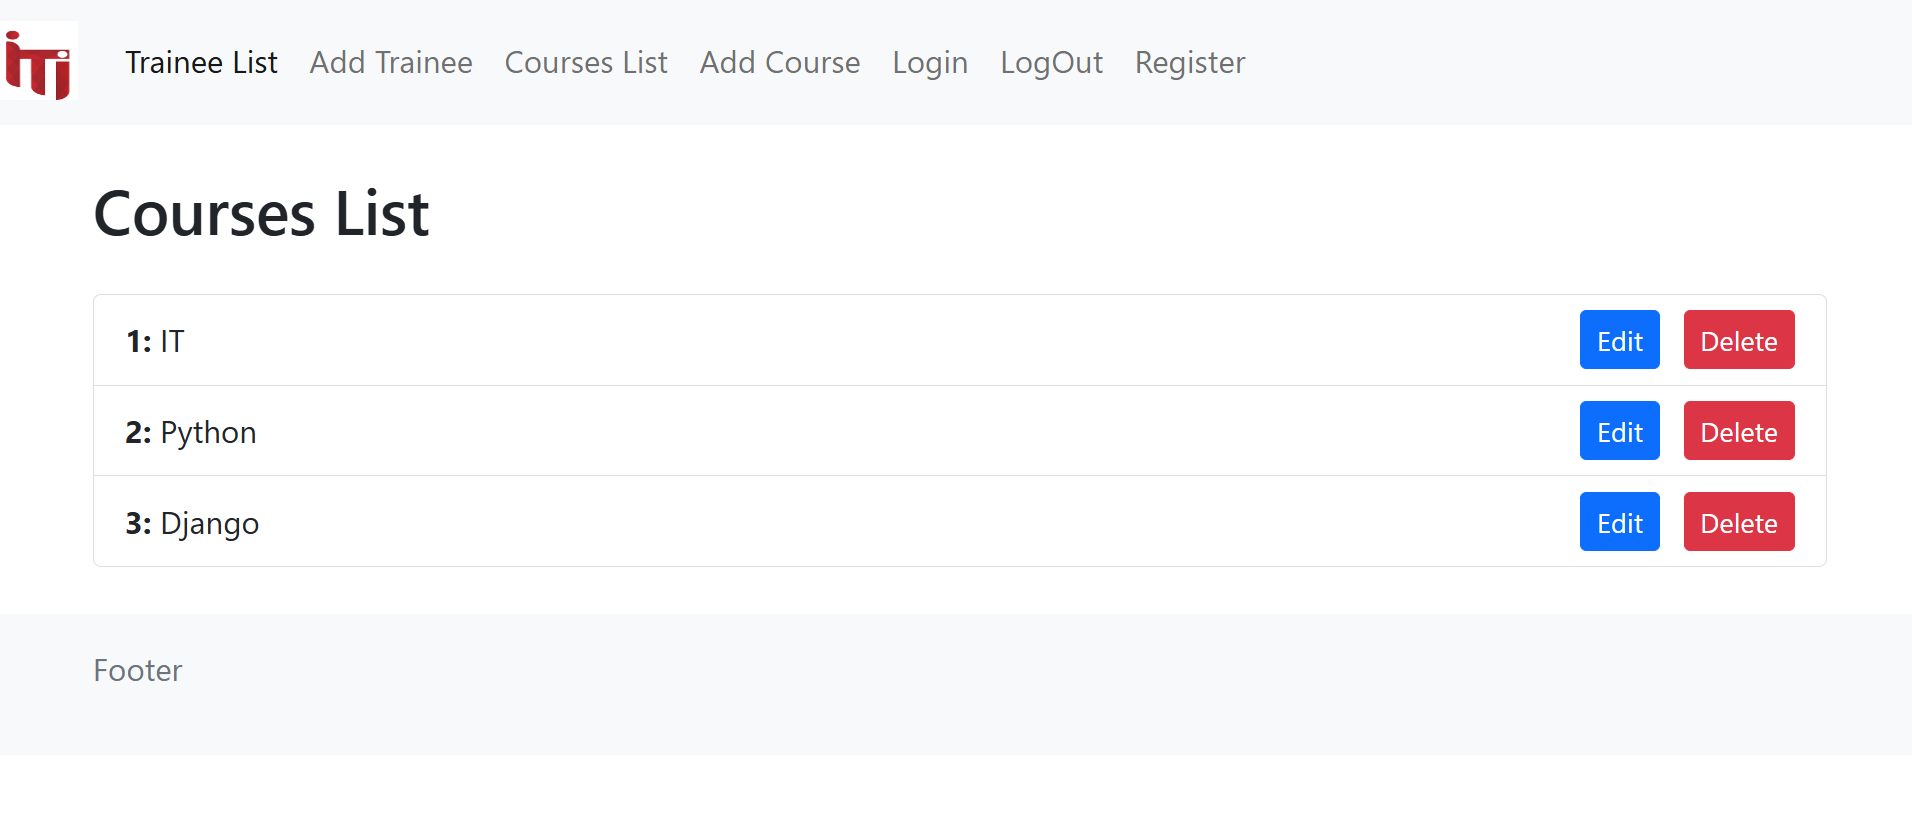 iTi
Trainee List Add Trainee Courses List Add Course Login LogOut Register
Courses List
1: IT Edit Delete
2: Python Edit Delete
3: Django Edit Delete
Footer